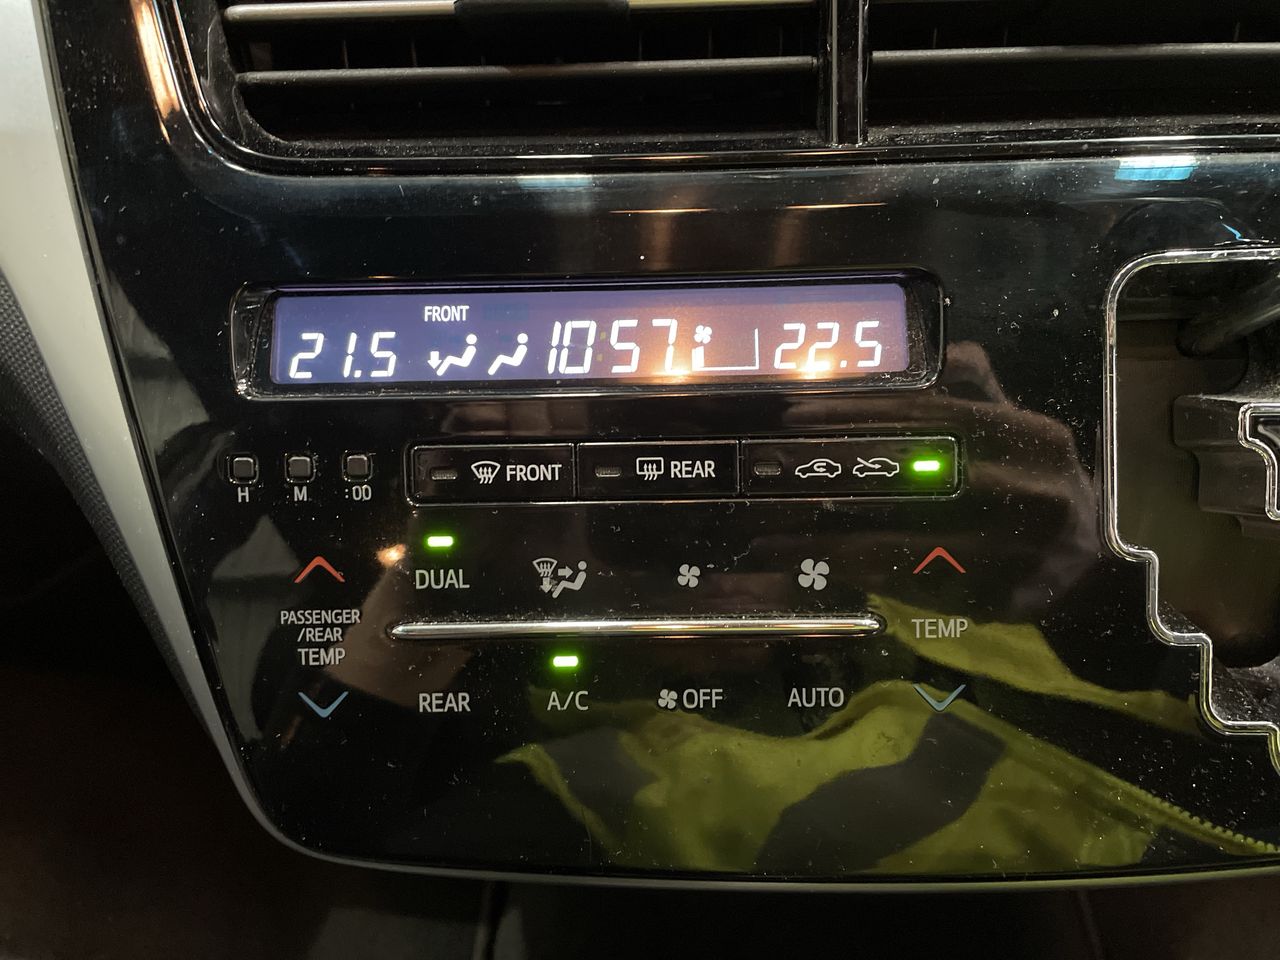 FRONT
21.5 10:57 22.5
FRONT REAR
H M :00
DUAL
PASSENGER
/REAR
TEMP
TEMP
REAR A/C OFF AUTO